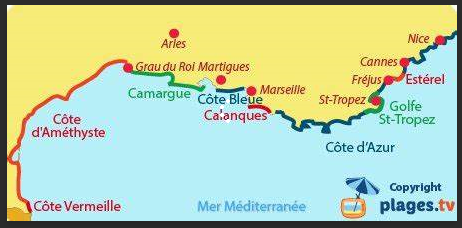 Nice
Arles
Cannes
Grau du Roi Martigues
Fréjus
Estérel
Camargue
Côte Bleue
Marseille
St-Tropez
Calanques
Golfe
St-Tropez
Côte
d'Améthyste
Côte d'Azur
Côte Vermeille
Mer Méditerranée
Copyright
plages.tv